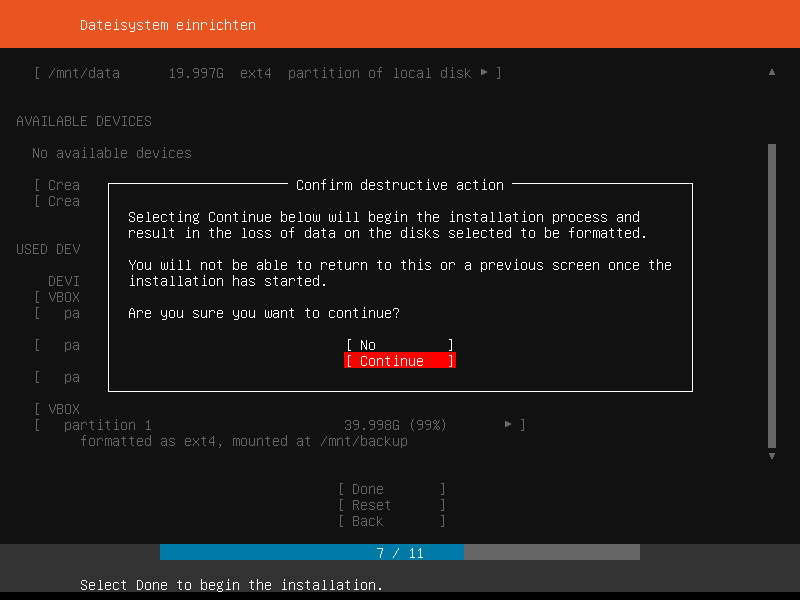 Dateisystem einrichten
[ /mnt/data      19.997G  ext4  partition of local disk ▸ ]
AVAILABLE DEVICES
No available devices
[ Crea
[ Crea
Confirm destructive action
Selecting Continue below will begin the installation process and
result in the loss of data on the disks selected to be formatted.
You will not be able to return to this or a previous screen once the
installation has started.
Are you sure you want to continue?
[ No         ]
[ Continue   ]
USED DEV
DEVI
[ VBOX
[   pa
[   pa
[   pa
[ VBOX
[   partition 1                        39.998G (99%)       ▸ ]
formatted as ext4, mounted at /mnt/backup
[ Done       ]
[ Reset      ]
[ Back       ]
7 / 11
Select Done to begin the installation.